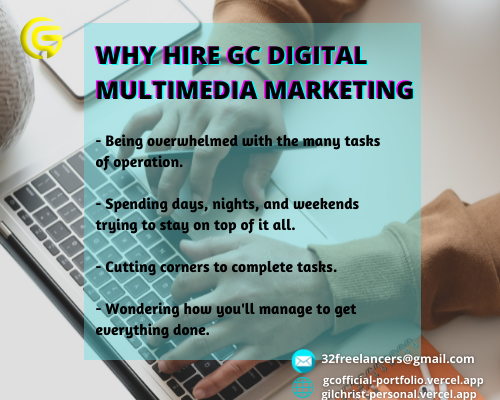 WHY HIRE GC DIGITAL
MULTIMEDIA MARKETING
- Being overwhelmed with the many tasks
of operation.
- Spending days, nights, and weekends
trying to stay on top of it all.
- Cutting corners to complete tasks.
- Wondering how you'll manage to get
everything done.
32freelancers@gmail.com
gcofficial-portfolio.vercel.app
gilchrist-personal.vercel.app